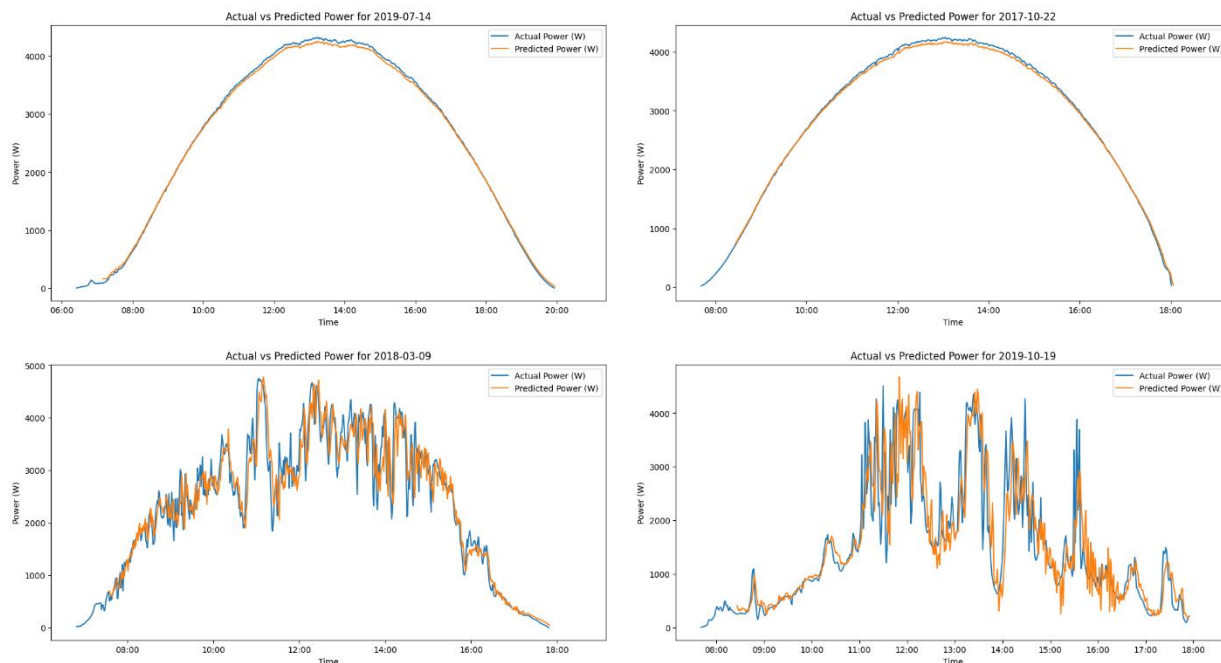 Actual vs Predicted Power for 2019-07-14
Actual Power (W)
Predicted Power (W)
Power (W)
4000
3000
2000
1000
0
06:00 08:00 10:00 12:00 14:00 16:00 18:00 20:00
Time
Actual vs Predicted Power for 2017-10-22
Actual Power (W)
Predicted Power (W
Power (W)
4000
3000
2000
1000
0
08:00 10:00 12:00 14:00 16:00 18:00
Time
Actual vs Predicted Power for 2018-03-09
Actual Power (W)
Predicted Power (W)
Power (W)
5000
4000
3000
2000
1000
0
08:00 10:00 12:00 14:00 16:00 18:00
Time
Actual vs Predicted Power for 2019-10-19
Actual Power (W)
Predicted Power (W
Power (W)
4000
3000
2000
1000
0
08:00 09:00 10:00 11:00 12:00 13:00 14:00 15:00 16:00 17:00 18:00
Time